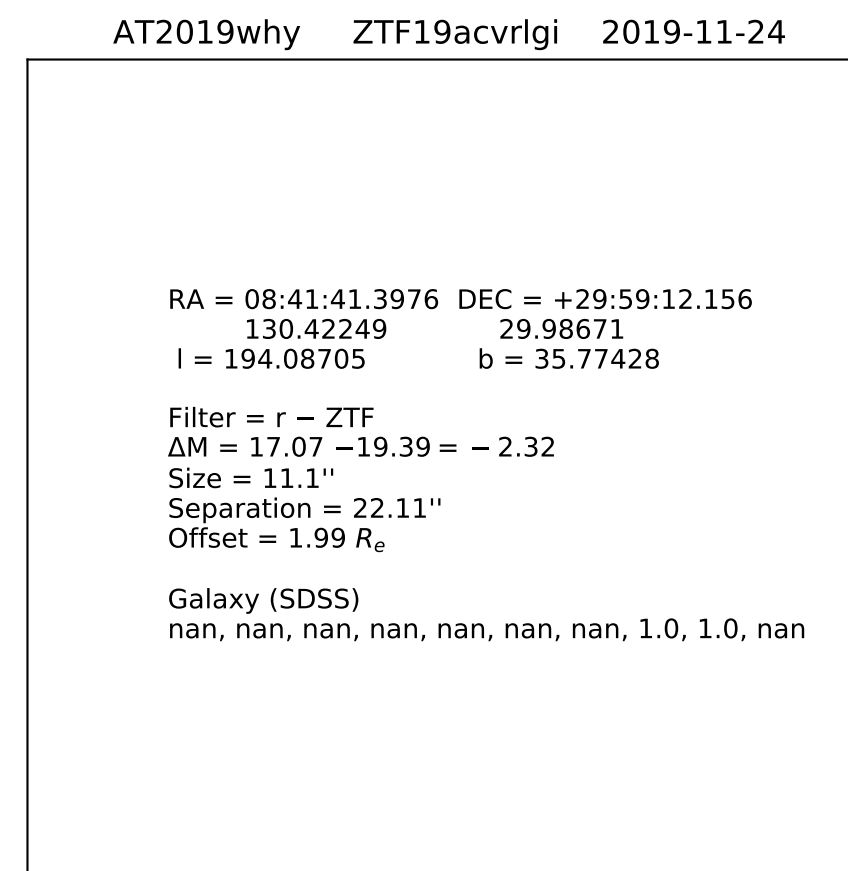 AT2019why ZTF19acvrlgi 2019-11-24
RA = 08:41:41.3976 DEC = +29:59:12.156
130.42249 29.98671
l = 194.08705 b = 35.77428
Filter = r − ZTF
ΔM = 17.07 −19.39 = − 2.32
Size = 11.1''
Separation = 22.11''
Offset = 1.99 Re
Galaxy (SDSS)
nan, nan, nan, nan, nan, nan, nan, 1.0, 1.0, nan